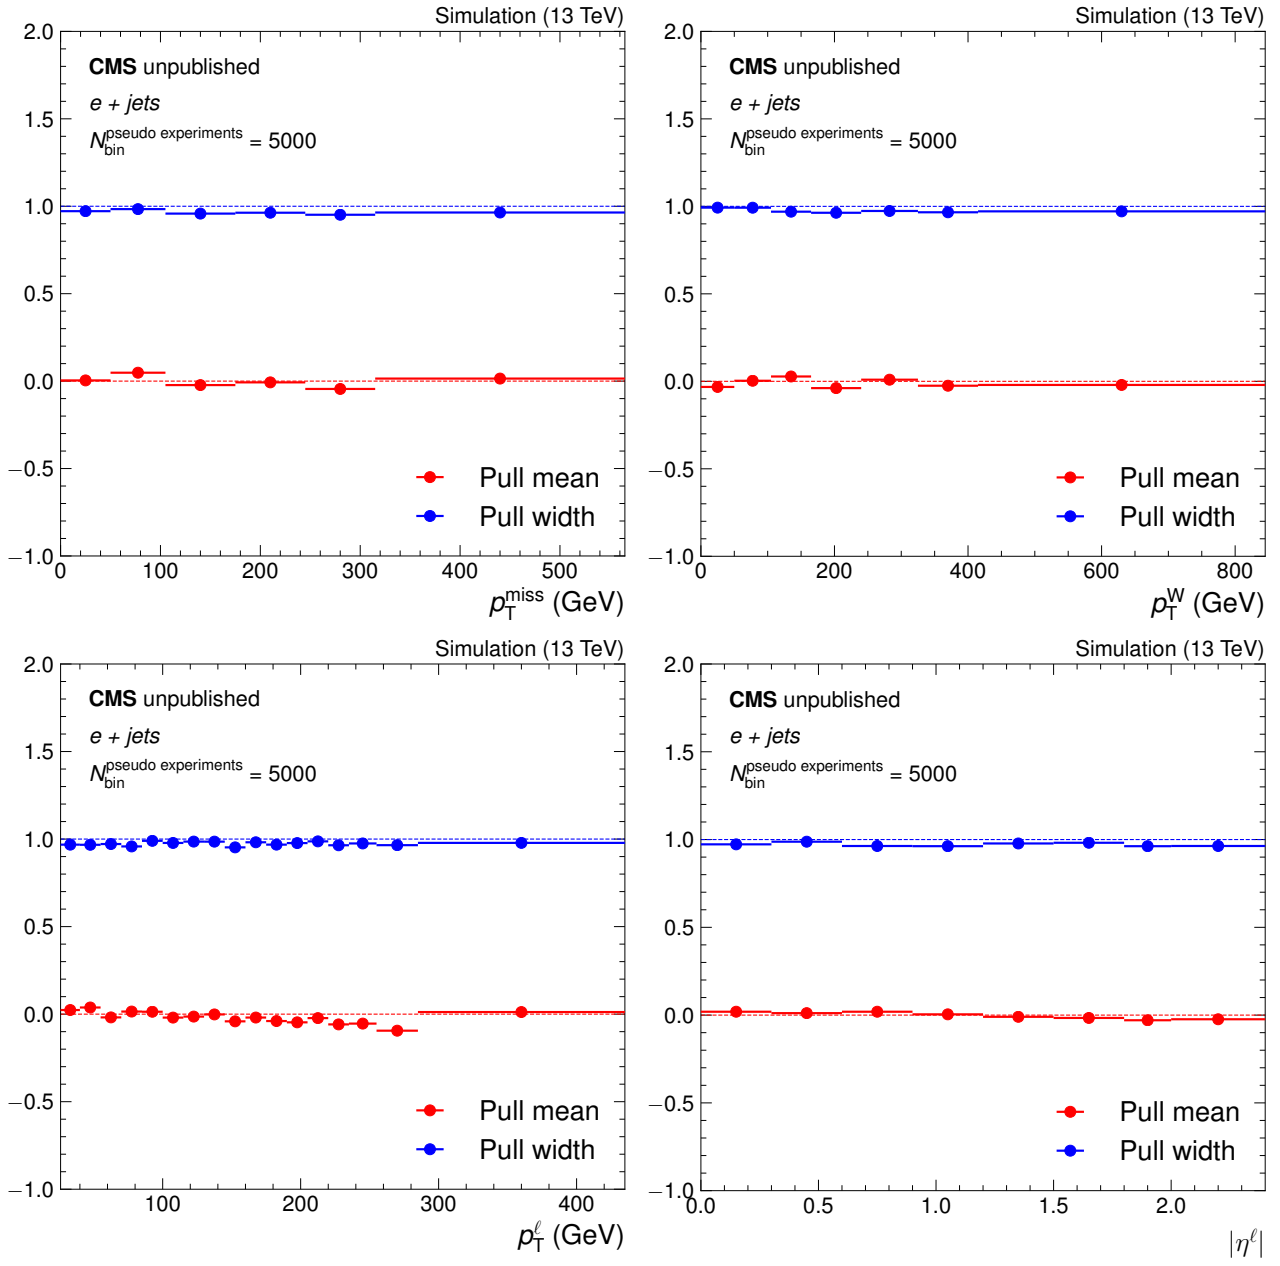 Simulation (13 TeV)
2.0
1.5
1.0
0.5
0.0
−0.5
−1.0
CMS unpublished
e + jets
N_bin^pseudo experiments = 5000
Pull mean
Pull width
0 100 200 300 400 500
p_T^miss (GeV)
Simulation (13 TeV)
2.0
1.5
1.0
0.5
0.0
−0.5
−1.0
CMS unpublished
e + jets
N_bin^pseudo experiments = 5000
Pull mean
Pull width
0 200 400 600 800
p_T^W (GeV)
Simulation (13 TeV)
2.0
1.5
1.0
0.5
0.0
−0.5
−1.0
CMS unpublished
e + jets
N_bin^pseudo experiments = 5000
Pull mean
Pull width
100 200 300 400
p_T^ℓ (GeV)
Simulation (13 TeV)
2.0
1.5
1.0
0.5
0.0
−0.5
−1.0
CMS unpublished
e + jets
N_bin^pseudo experiments = 5000
Pull mean
Pull width
0.0 0.5 1.0 1.5 2.0
|η^ℓ|